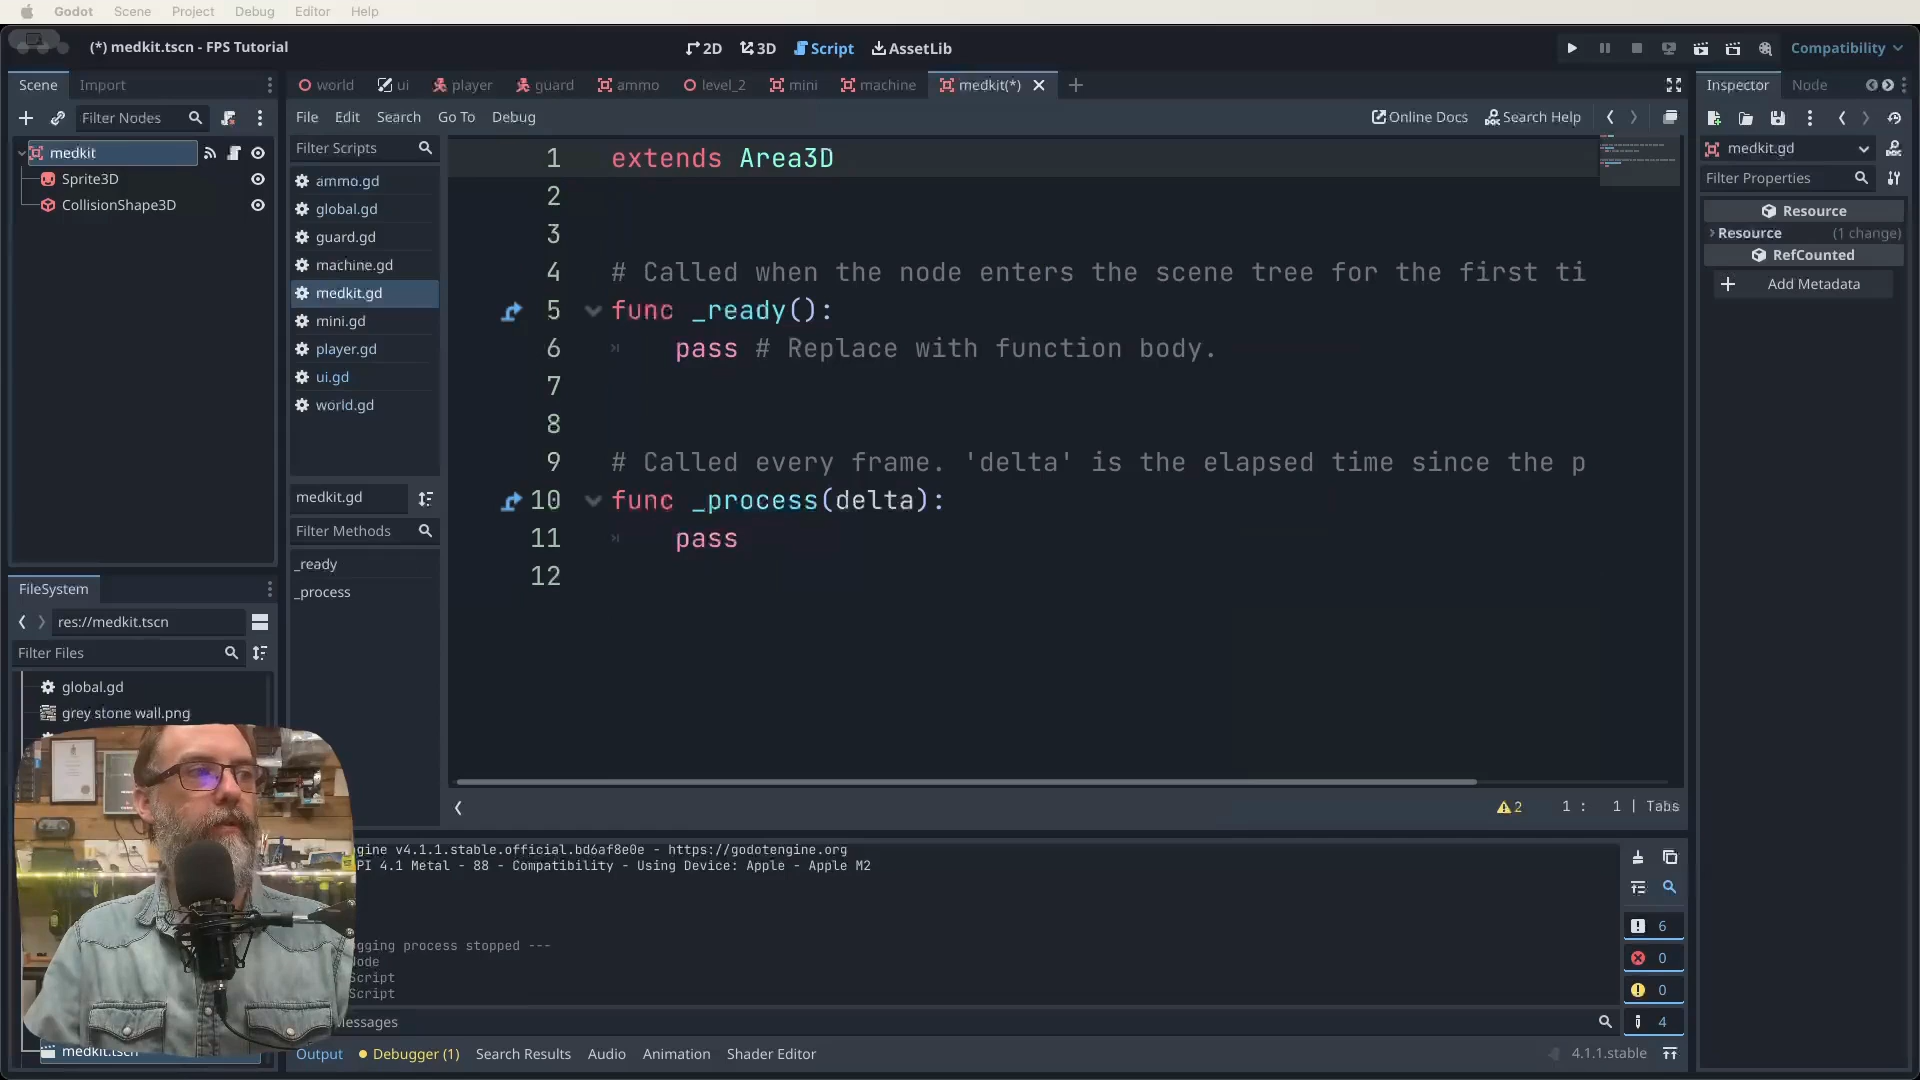 Godot Scene Project Debug Editor Help
(*) medkit.tscn - FPS Tutorial
2D 3D Script AssetLib
Compatibility
Scene Import
Filter Nodes
medkit
Sprite3D
CollisionShape3D
world ui player guard ammo level_2 mini machine medkit(*)
File Edit Search Go To Debug
Online Docs Search Help
Filter Scripts
ammo.gd
global.gd
guard.gd
machine.gd
medkit.gd
mini.gd
player.gd
ui.gd
world.gd
medkit.gd
Filter Methods
_ready
_process
1 extends Area3D
2
3
4 # Called when the node enters the scene tree for the first ti
5 func _ready():
6 pass # Replace with function body.
7
8
9 # Called every frame. 'delta' is the elapsed time since the p
10 func _process(delta):
11 pass
12
2 1 : 1 | Tabs
Inspector Node
medkit.gd
Filter Properties
Resource
Resource (1 change)
RefCounted
Add Metadata
FileSystem
res://medkit.tscn
Filter Files
global.gd
grey stone wall.png
medkit.tscn
ngine v4.1.1.stable.official.bd6af8e0e - https://godotengine.org
PI 4.1 Metal - 88 - Compatibility - Using Device: Apple - Apple M2
gging process stopped ---
Node
Script
Script
Messages
6
0
0
4
Output Debugger (1) Search Results Audio Animation Shader Editor
4.1.1.stable